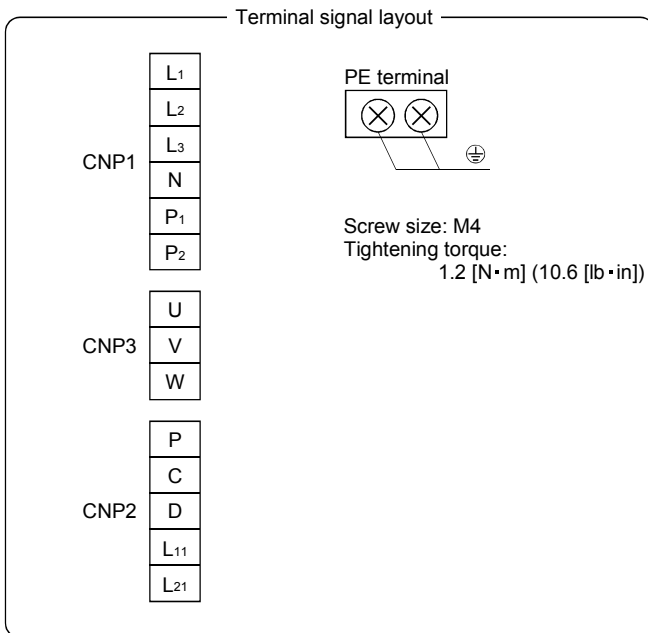 Terminal signal layout
CNP1
L1
L2
L3
N
P1
P2
CNP3
U
V
W
CNP2
P
C
D
L11
L21
PE terminal
Screw size: M4
Tightening torque:
1.2 [N▪m] (10.6 [lb▪in])